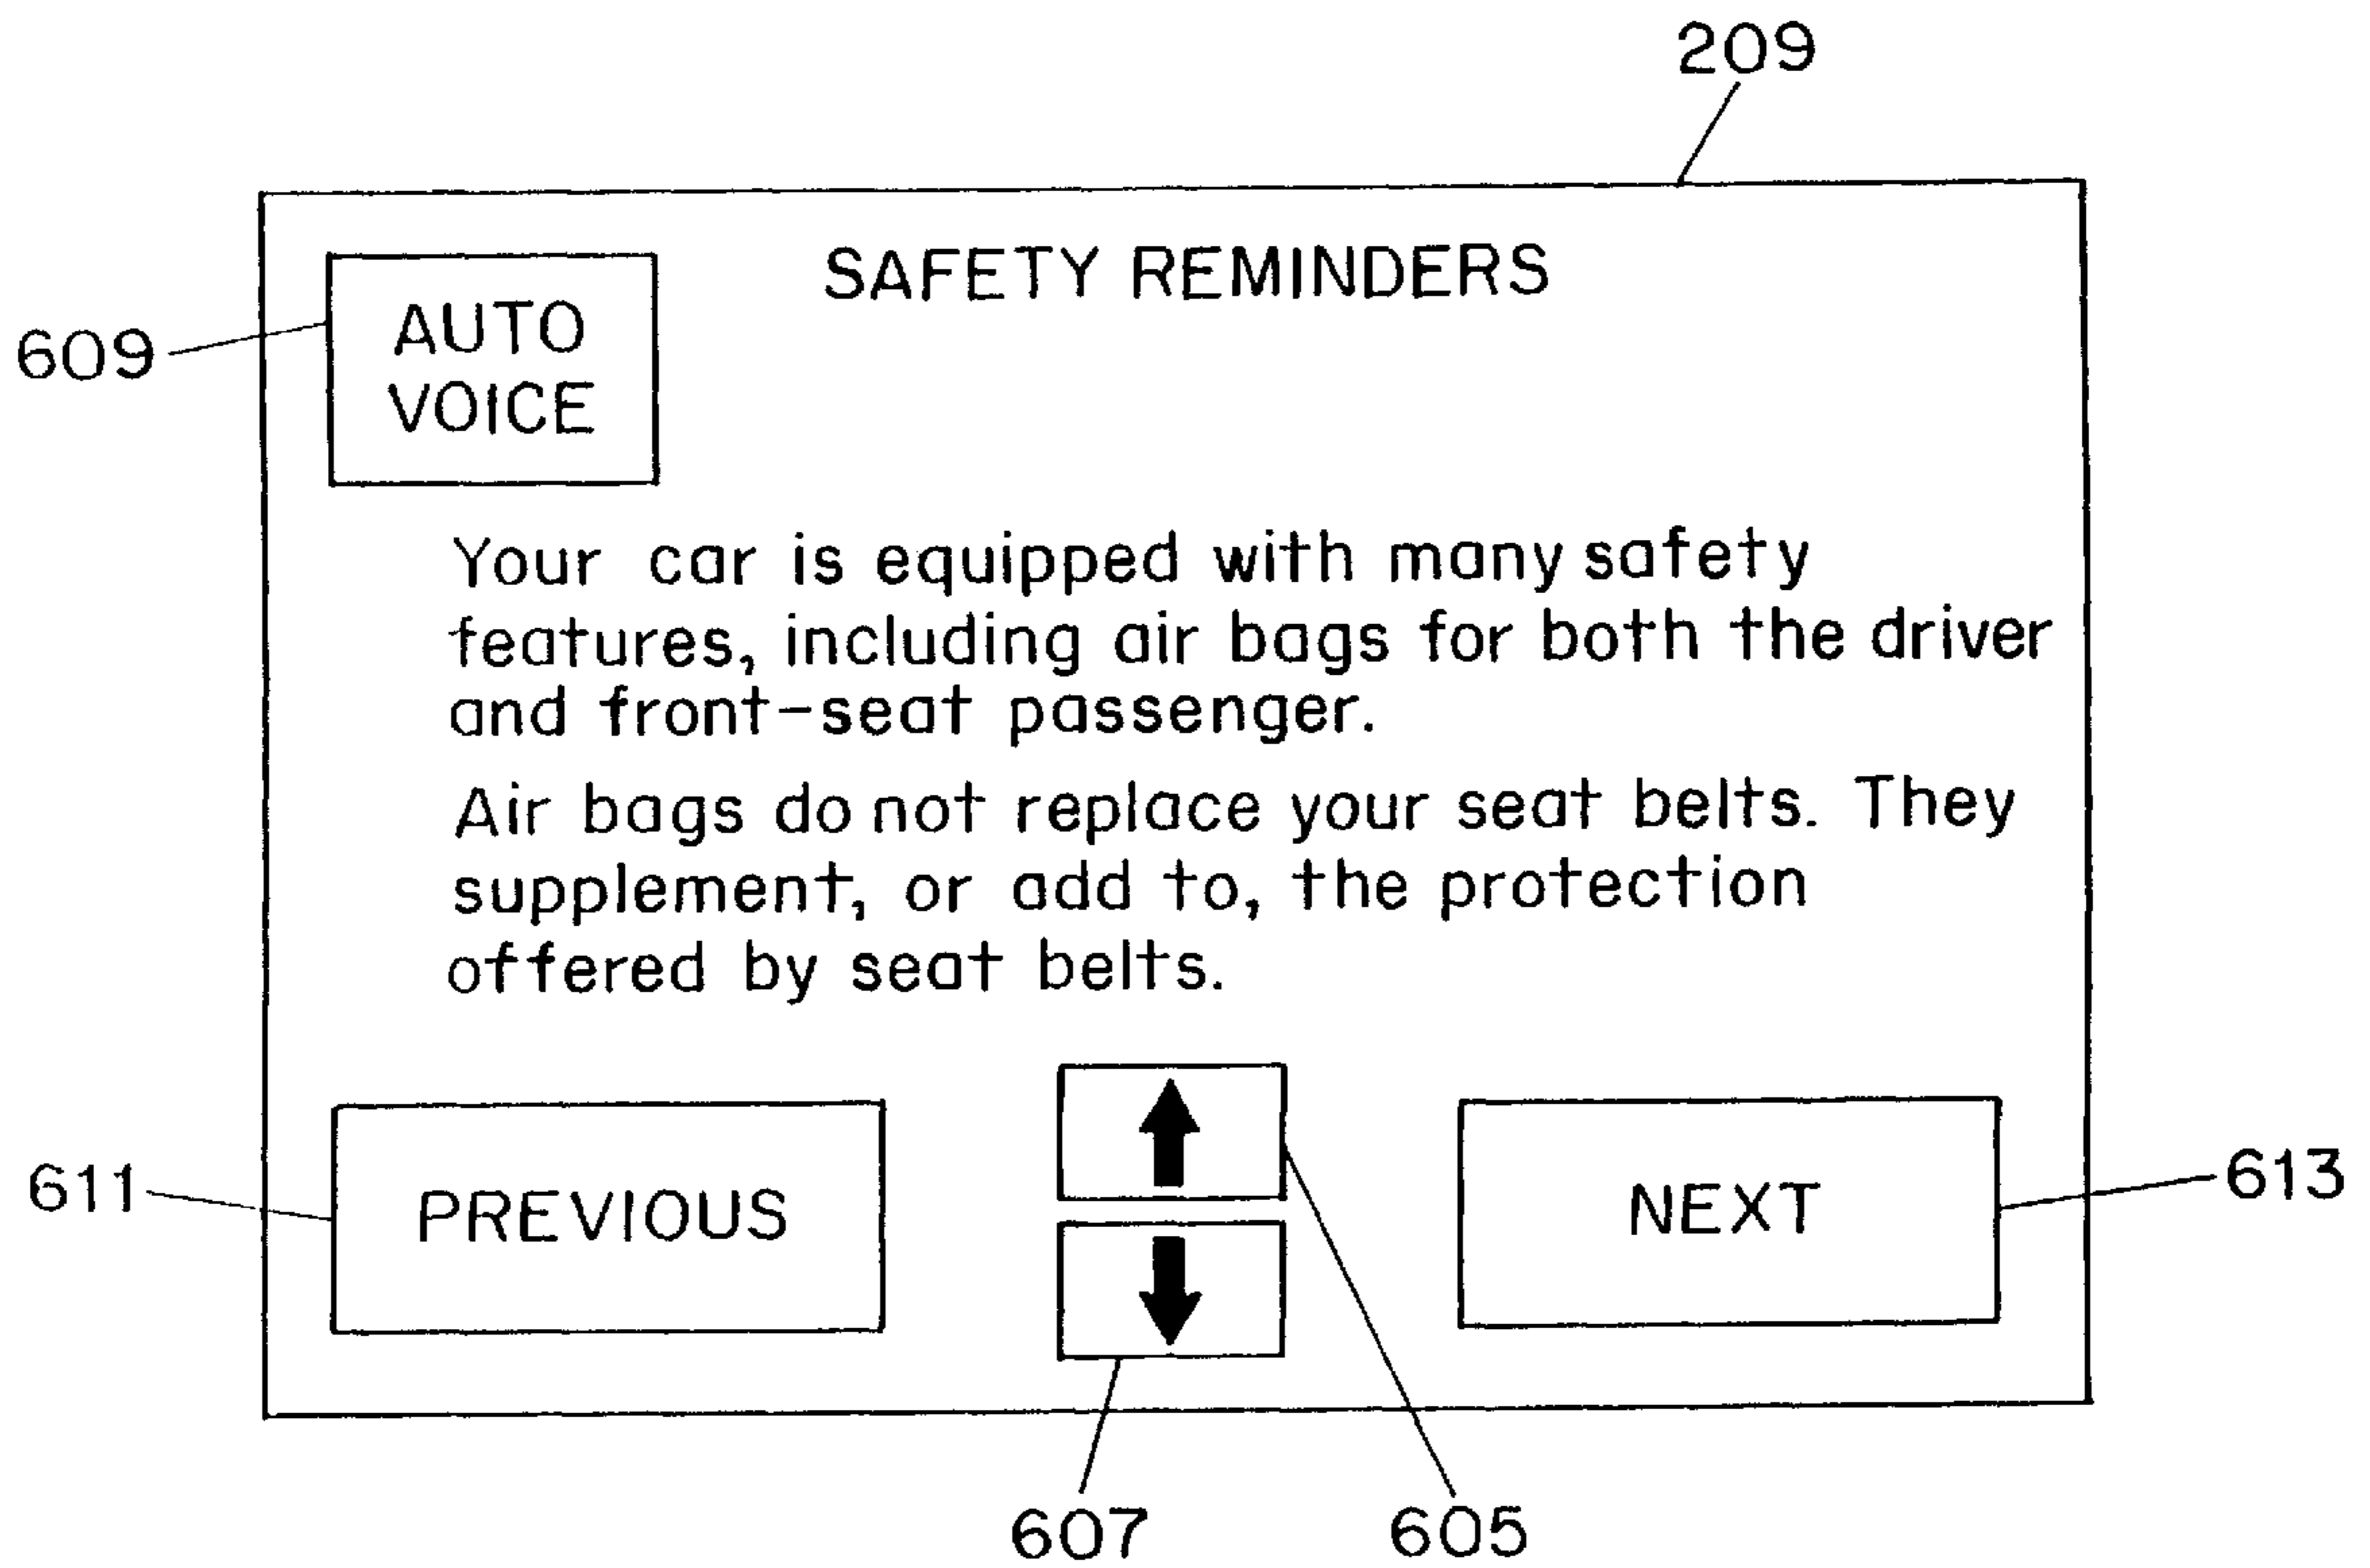 209
SAFETY REMINDERS
609
AUTO
VOICE
Your car is equipped with many safety
features, including air bags for both the driver
and front-seat passenger.
Air bags do not replace your seat belts. They
supplement, or add to, the protection
offered by seat belts.
611
PREVIOUS
NEXT
613
607
605